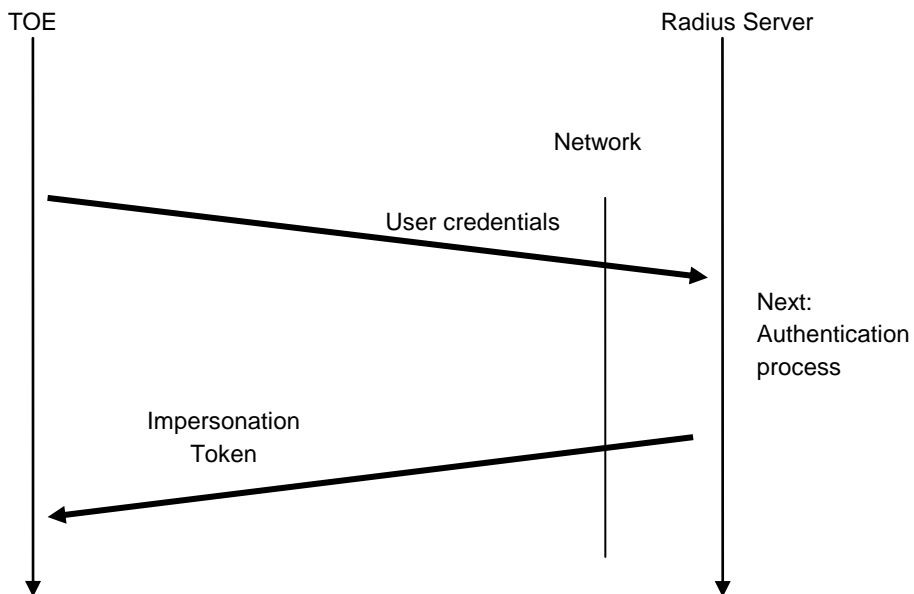 TOE
Radius Server
Network
User credentials
Next:
Authentication
process
Impersonation
Token